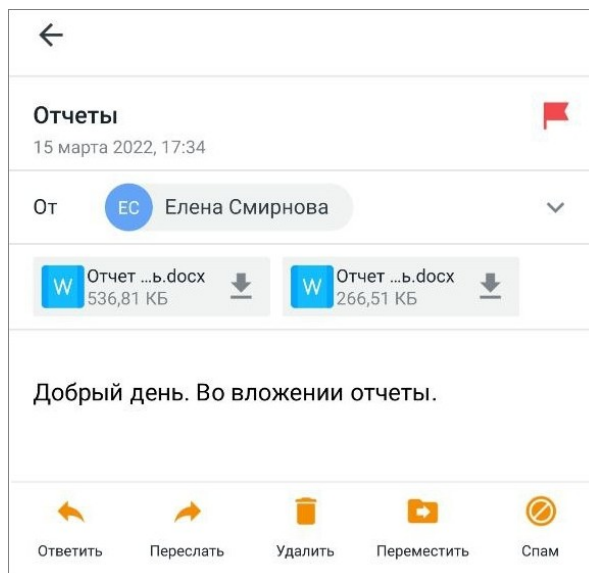 Отчеты
15 марта 2022, 17:34
От ЕС Елена Смирнова
W Отчет ...ь.docx
536,81 КБ
W Отчет ...ь.docx
266,51 КБ
Добрый день. Во вложении отчеты.
Ответить Переслать Удалить Переместить Спам